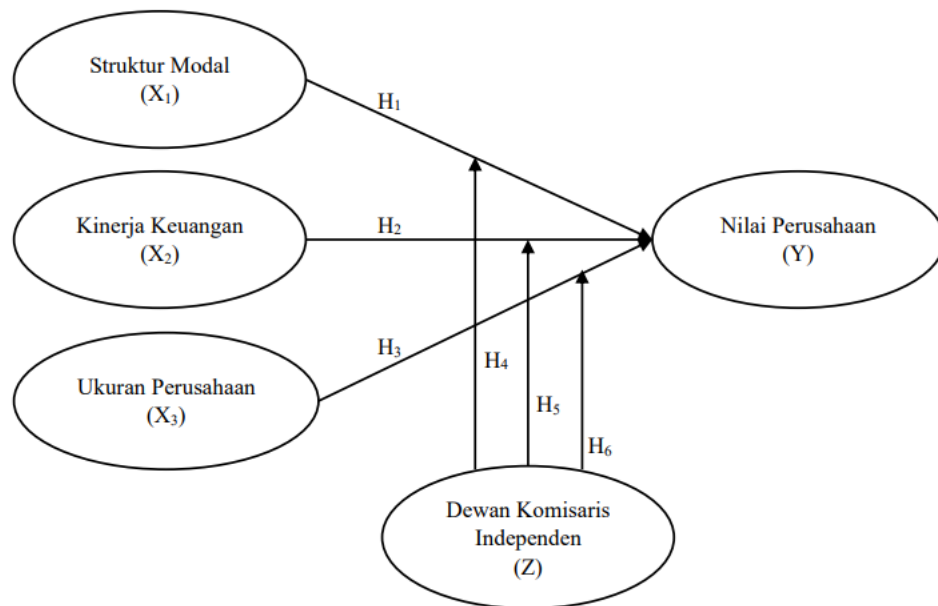 Struktur Modal
(X₁)
H₁
Kinerja Keuangan
(X₂)
H₂
Nilai Perusahaan
(Y)
Ukuran Perusahaan
(X₃)
H₃
H₄
H₅
H₆
Dewan Komisaris
Independen
(Z)